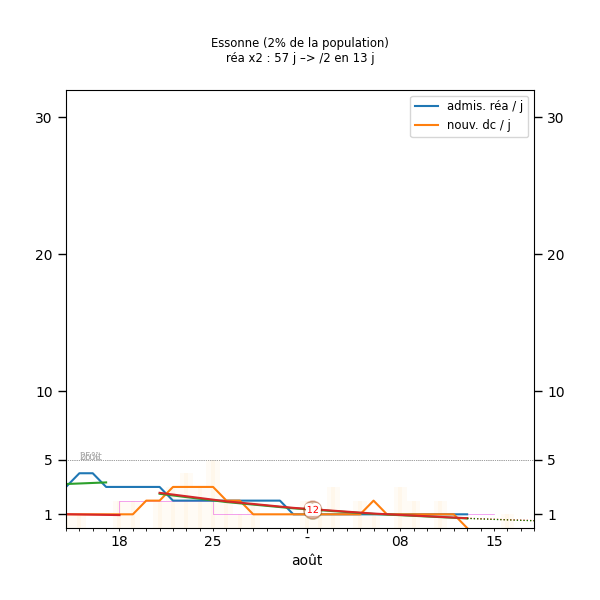 Essonne (2% de la population)
réa x2 : 57 j –> /2 en 13 j
admis. réa / j
nouv. dc / j
30 30
20 20
10 10
5 5
1 1
12
18 25 - 08 15
août